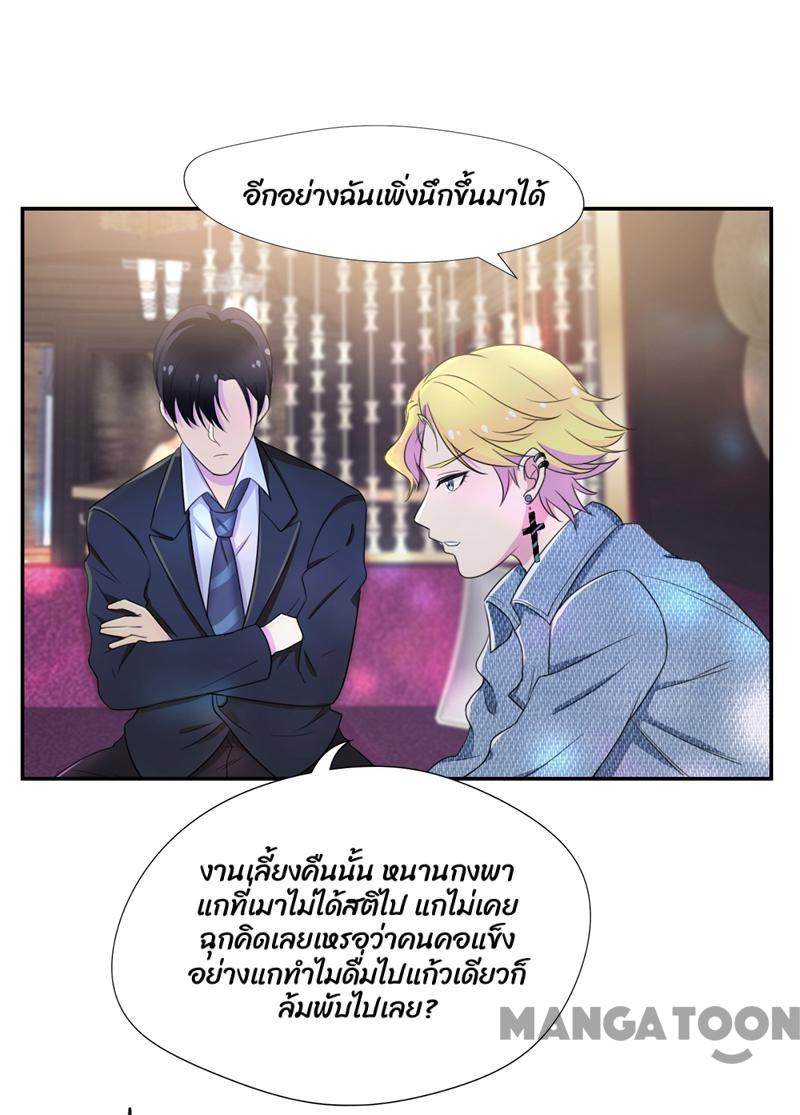 อีกอย่างฉันเพิ่งนึกขึ้นมาได้
งานเลี้ยงคืนนั้น หนานกงพา
แกที่เมาไม่ได้สติไป แกไม่เคย
ฉุกคิดเลยเหรอว่าคนคอแข็ง
อย่างแกทำไมดื่มไปแก้วเดียวก็
ล้มพับไปเลย?
MANGATOON